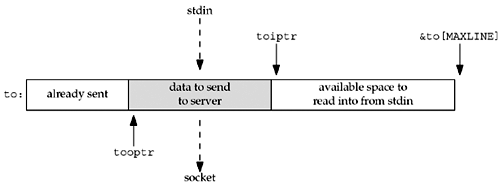 stdin
toiptr
&to[MAXLINE]
to:
already sent
data to send
to server
available space to
read into from stdin
tooptr
socket